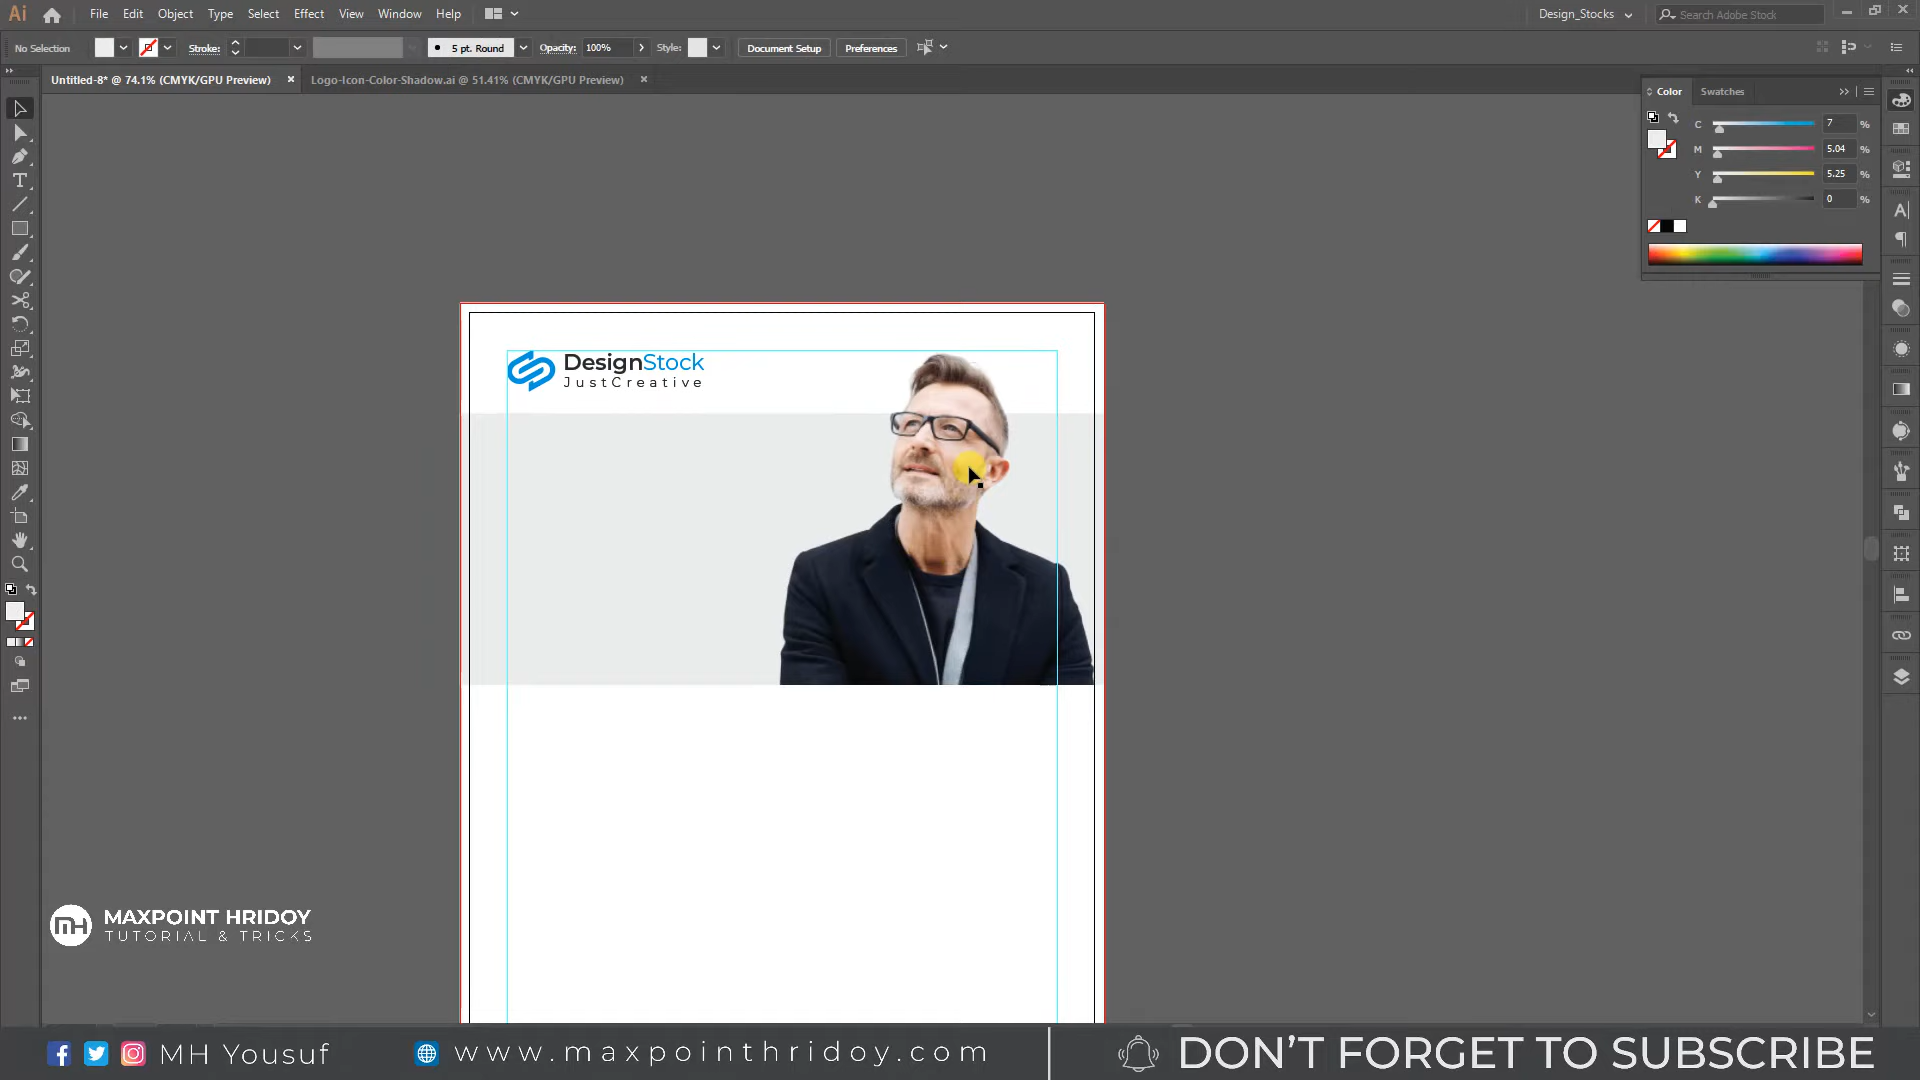 Ai File Edit Object Type Select Effect View Window Help Design_Stocks Search Adobe Stock
No Selection Stroke: 5 pt. Round Opacity: 100% Style: Document Setup Preferences
Untitled-8* @ 74.1% (CMYK/GPU Preview) × Logo-Icon-Color-Shadow.ai @ 51.41% (CMYK/GPU Preview) ×
Color Swatches
C 7 %
M 5.04 %
Y 5.25 %
K 0 %
DesignStock
JustCreative
MH MAXPOINT HRIDOY
TUTORIAL & TRICKS
MH Yousuf www.maxpointhridoy.com DON'T FORGET TO SUBSCRIBE